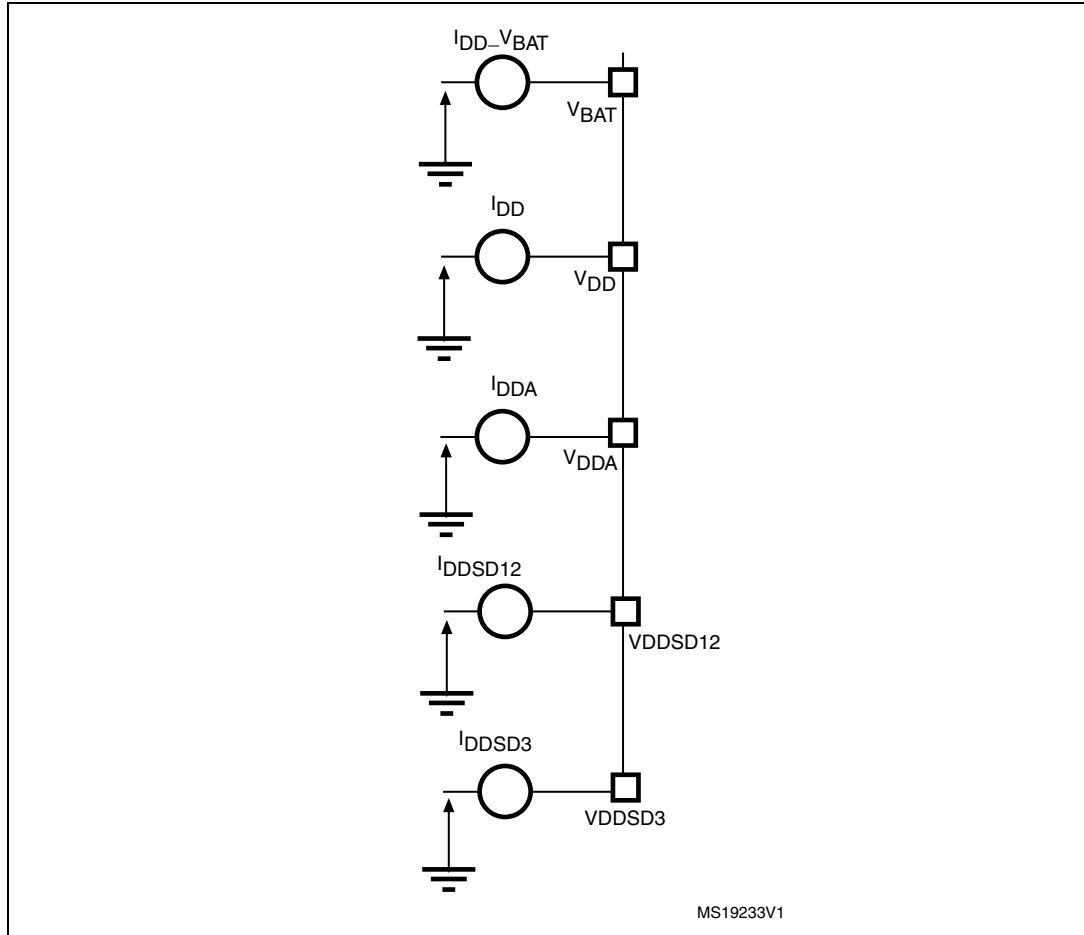 IDD_VBAT
VBAT
IDD
VDD
IDDA
VDDA
IDDSD12
VDDSD12
IDDSD3
VDDSD3
MS19233V1